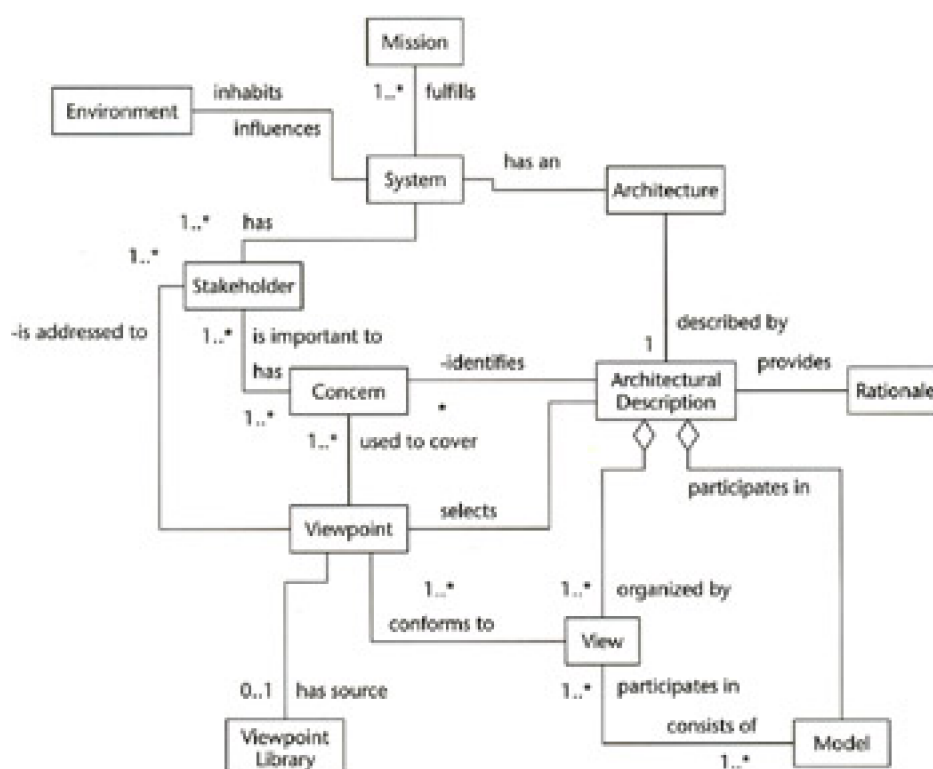 Mission
1..* fulfills
Environment
inhabits
influences
System
has an
Architecture
1..* has
1..*
Stakeholder
-is addressed to
1..* is important to
has
1..*
described by
1
Concern
-identifies
*
Architectural
Description
provides
Rationale
1..* used to cover
participates in
Viewpoint
selects
1..*
conforms to
1..* organized by
View
0..1 has source
1..* participates in
consists of
1..*
Viewpoint
Library
Model